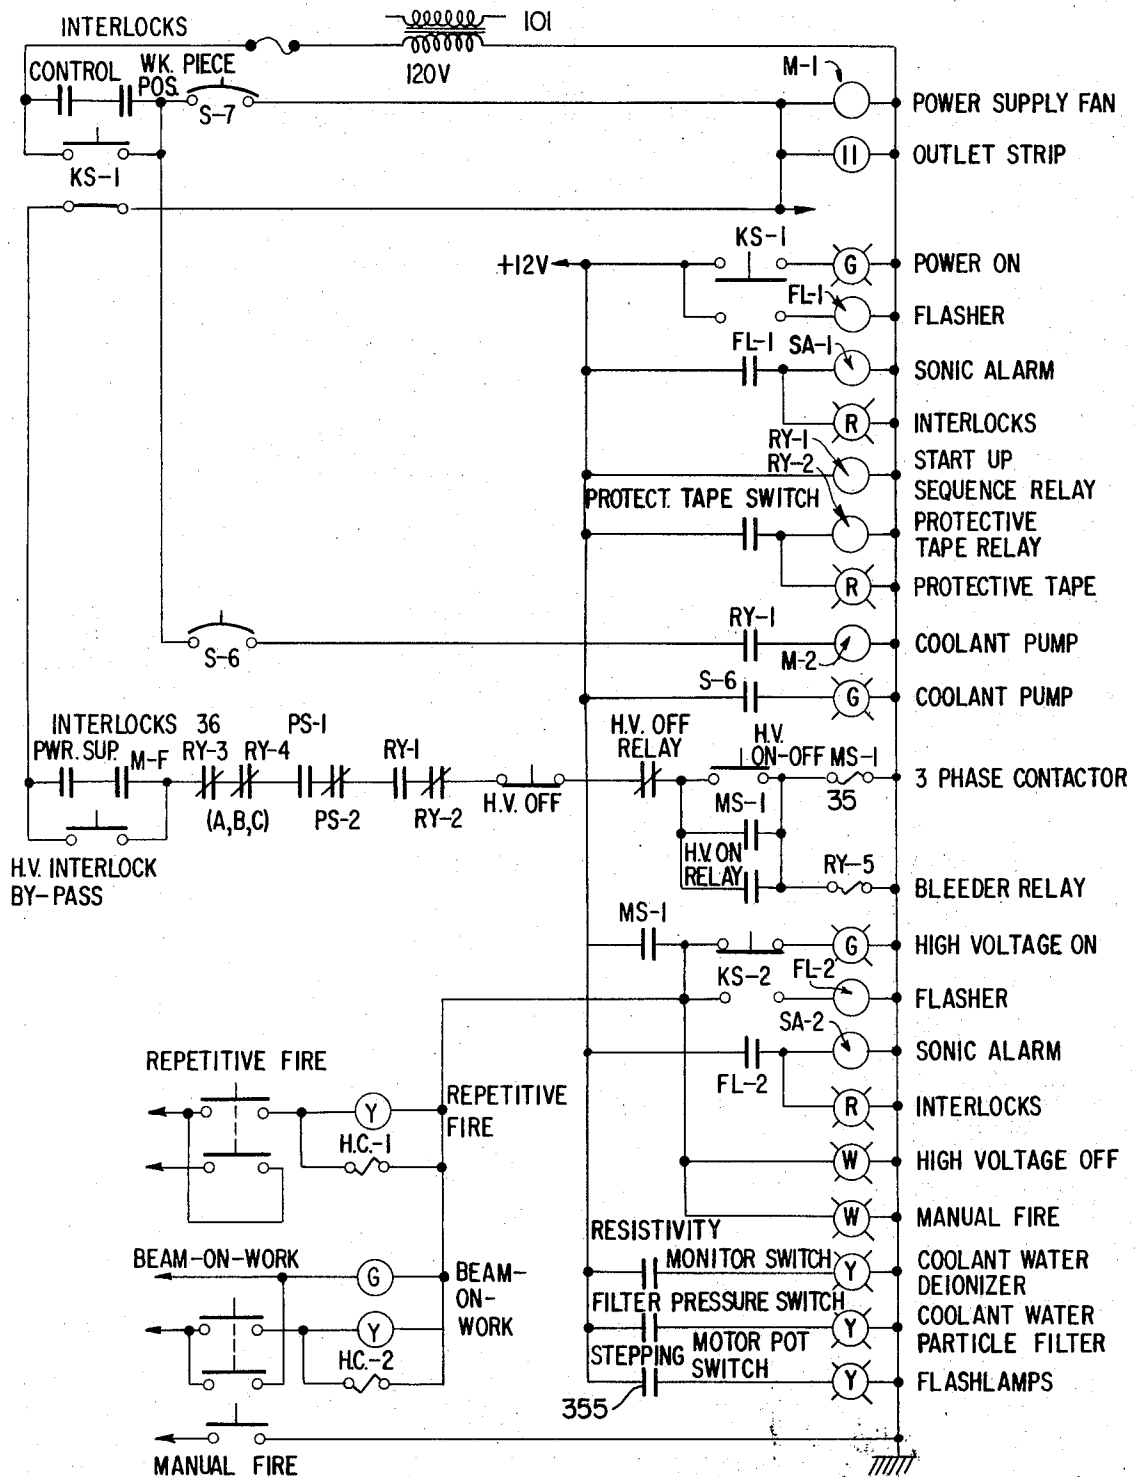 INTERLOCKS
101
120V
CONTROL
WK. PIECE
POS.
S-7
M-1
POWER SUPPLY FAN
II
OUTLET STRIP
KS-1
KS-1
+12V
G
POWER ON
FL-1
FLASHER
FL-1
SA-1
SONIC ALARM
R
INTERLOCKS
RY-1
RY-2
START UP
SEQUENCE RELAY
PROTECT. TAPE SWITCH
PROTECTIVE
TAPE RELAY
R
PROTECTIVE TAPE
RY-1
S-6
M-2
COOLANT PUMP
S-6
G
COOLANT PUMP
INTERLOCKS
36
PS-1
H.V. OFF
RELAY
H.V.
ON-OFF
MS-1
PWR. SUP.
M-F
RY-3
RY-4
RY-1
3 PHASE CONTACTOR
(A,B,C)
PS-2
RY-2
H.V. OFF
MS-1
35
H.V. INTERLOCK
BY-PASS
H.V. ON
RELAY
RY-5
BLEEDER RELAY
MS-1
G
HIGH VOLTAGE ON
KS-2
FL-2
FLASHER
SA-2
SONIC ALARM
FL-2
R
INTERLOCKS
REPETITIVE FIRE
Y
REPETITIVE
FIRE
H.C.-1
W
HIGH VOLTAGE OFF
W
MANUAL FIRE
RESISTIVITY
MONITOR SWITCH
Y
COOLANT WATER
DEIONIZER
BEAM-ON-WORK
G
BEAM-
ON-
WORK
FILTER PRESSURE SWITCH
Y
COOLANT WATER
PARTICLE FILTER
Y
H.C.-2
STEPPING
MOTOR POT
SWITCH
Y
FLASHLAMPS
355
MANUAL FIRE